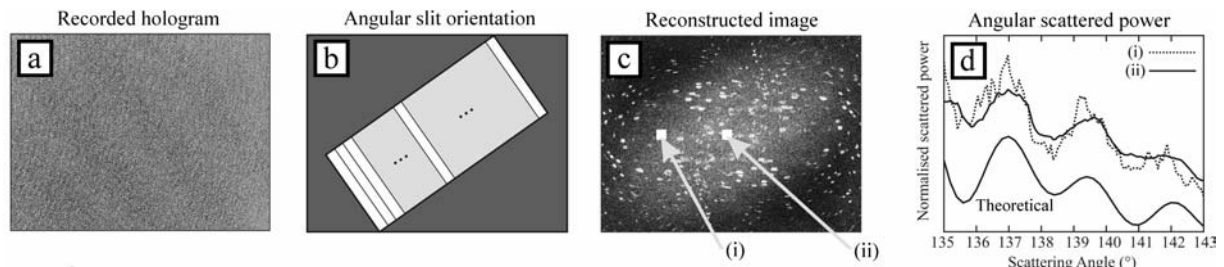 Recorded hologram
Angular slit orientation
Reconstructed image
Angular scattered power
a
b
c
d
...
...
(i)
(ii)
(i)
(ii)
Theoretical
Normalised scattered power
135 136 137 138 139 140 141 142 143
Scattering Angle (°)